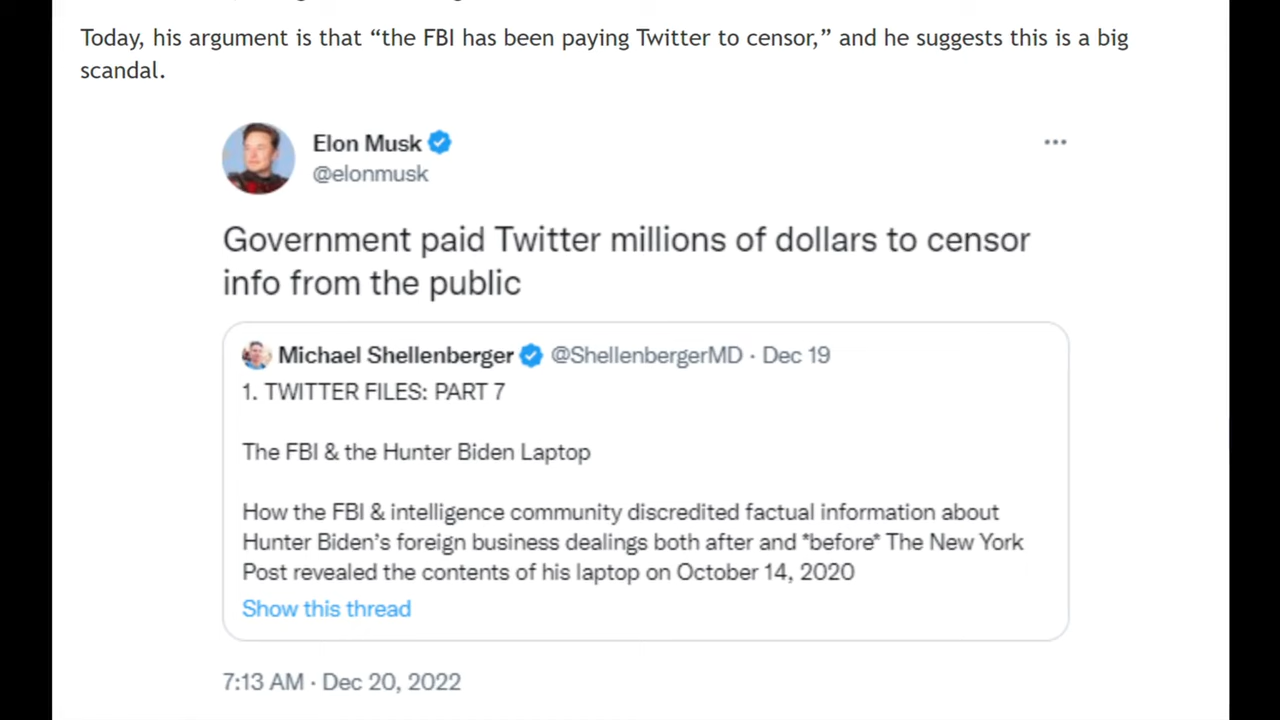 Today, his argument is that “the FBI has been paying Twitter to censor,” and he suggests this is a big
scandal.
Elon Musk
@elonmusk
Government paid Twitter millions of dollars to censor
info from the public
Michael Shellenberger @ShellenbergerMD · Dec 19
1. TWITTER FILES: PART 7
The FBI & the Hunter Biden Laptop
How the FBI & intelligence community discredited factual information about
Hunter Biden’s foreign business dealings both after and *before* The New York
Post revealed the contents of his laptop on October 14, 2020
Show this thread
7:13 AM · Dec 20, 2022